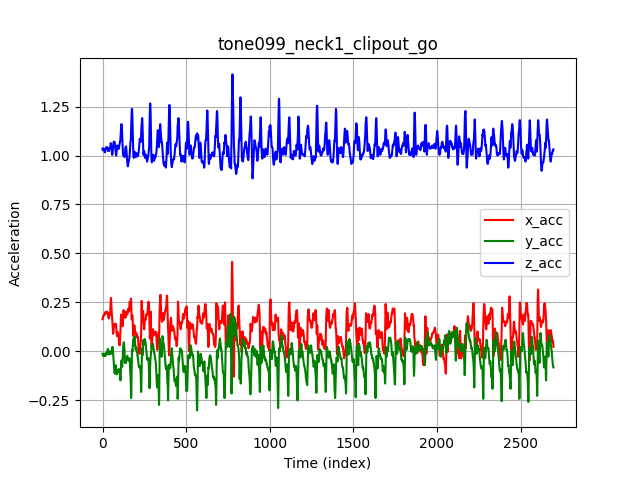 tone099_neck1_clipout_go
Acceleration
1.25
1.00
0.75
0.50
0.25
0.00
−0.25
x_acc
y_acc
z_acc
0
500
1000
1500
2000
2500
Time (index)